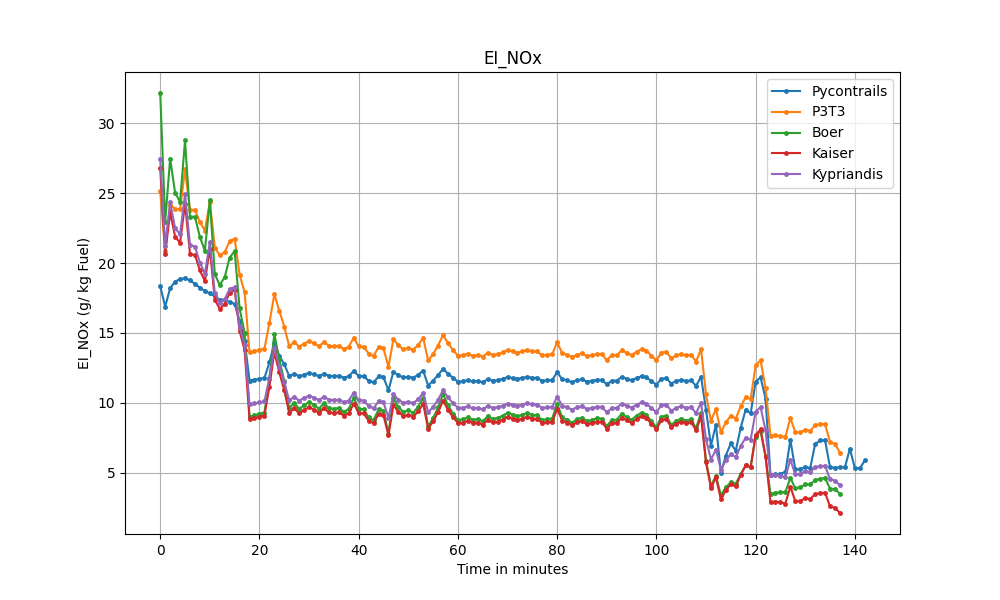 EI_NOx
Pycontrails
P3T3
Boer
Kaiser
Kypriandis
EI_NOx (g/ kg Fuel)
30
25
20
15
10
5
0 20 40 60 80 100 120 140
Time in minutes